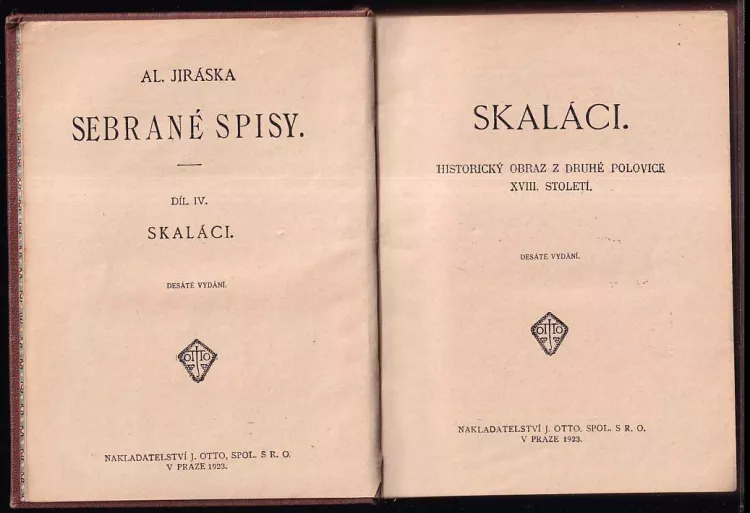 AL. JIRÁSKA
SEBRANÉ SPISY.
DÍL IV.
SKALÁCI.
DESÁTÉ VYDÁNÍ.
OTTO
NAKLADATELSTVÍ J. OTTO, SPOL. S R. O.
V PRAZE 1923.
SKALÁCI.
HISTORICKÝ OBRAZ Z DRUHÉ POLOVICE
XVIII. STOLETÍ.
DESÁTÉ VYDÁNÍ.
OTTO
NAKLADATELSTVÍ J. OTTO. SPOL. S R. O.
V PRAZE 1923.